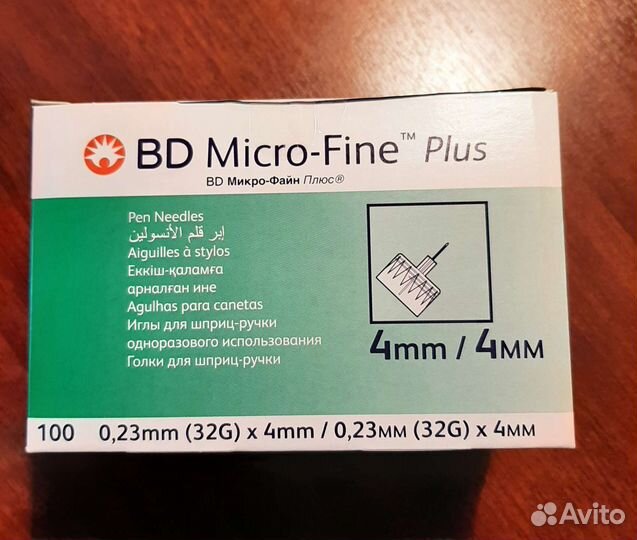 BD Micro-Fine™ Plus
BD Микро-Файн Плюс®
Pen Needles
إبر قلم الأنسولين
Aiguilles à stylos
Еккіш-қаламға
арналған ине
Agulhas para canetas
Иглы для шприц-ручки
одноразового использования
Голки для шприц-ручки
4mm / 4мм
100 0,23mm (32G) x 4mm / 0,23мм (32G) x 4мм
Avito